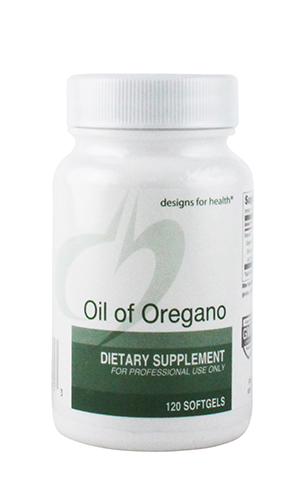 designs for health®
Oil of Oregano
DIETARY SUPPLEMENT
FOR PROFESSIONAL USE ONLY
120 SOFTGELS